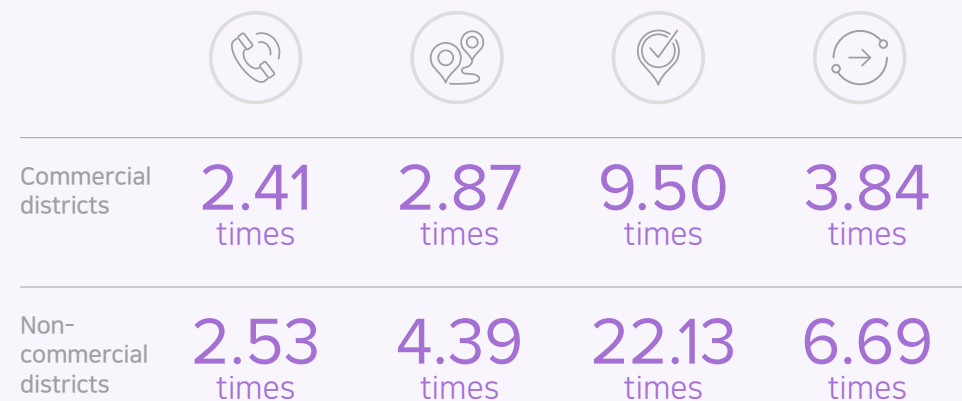 Commercial
districts
2.41 2.87 9.50 3.84
times times times times
Non-
commercial
districts
2.53 4.39 22.13 6.69
times times times times